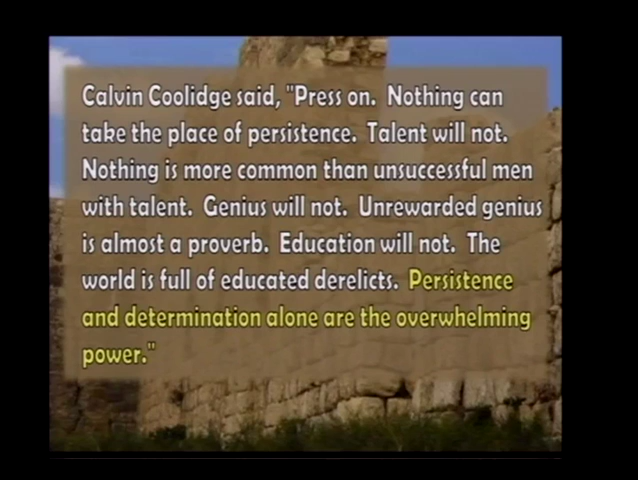 Calvin Coolidge said, "Press on. Nothing can
take the place of persistence. Talent will not.
Nothing is more common than unsuccessful men
with talent. Genius will not. Unrewarded genius
is almost a proverb. Education will not. The
world is full of educated derelicts. Persistence
and determination alone are the overwhelming
power."